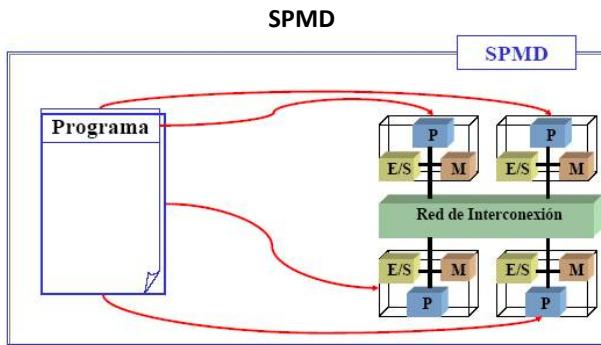 SPMD
SPMD
Programa
P
P
E/S
M
E/S
M
Red de Interconexión
E/S
M
E/S
M
P
P